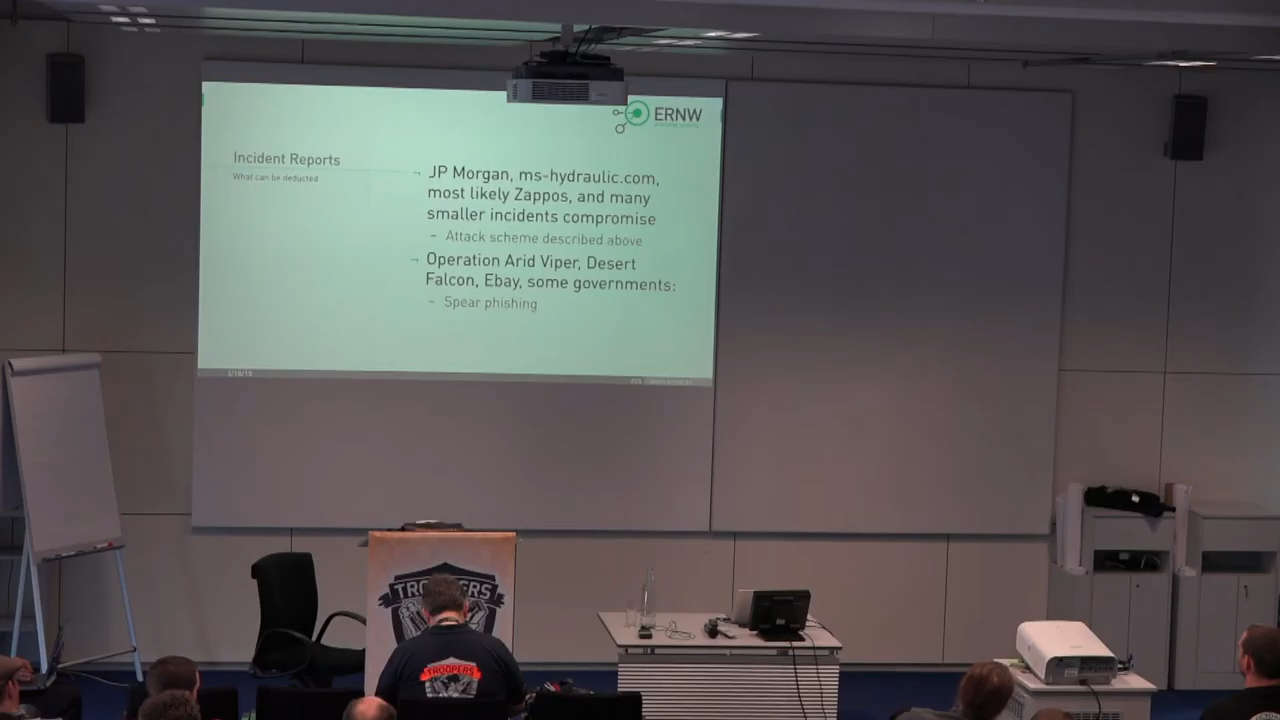 ERNW
Incident Reports
What can be deducted
¬ JP Morgan, ms-hydraulic.com,
most likely Zappos, and many
smaller incidents compromise
– Attack scheme described above
¬ Operation Arid Viper, Desert
Falcon, Ebay, some governments:
– Spear phishing
TROOPERS